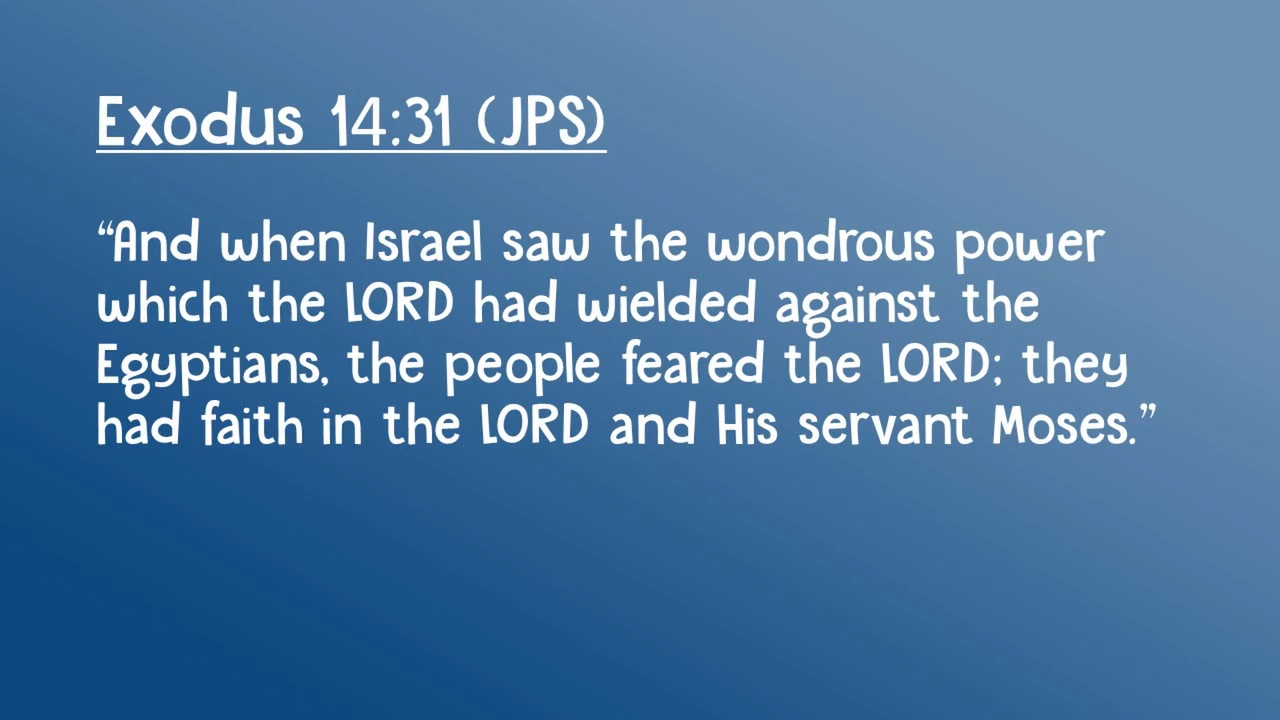 Exodus 14:31 (JPS)
“And when Israel saw the wondrous power
which the LORD had wielded against the
Egyptians, the people feared the LORD; they
had faith in the LORD and His servant Moses.”